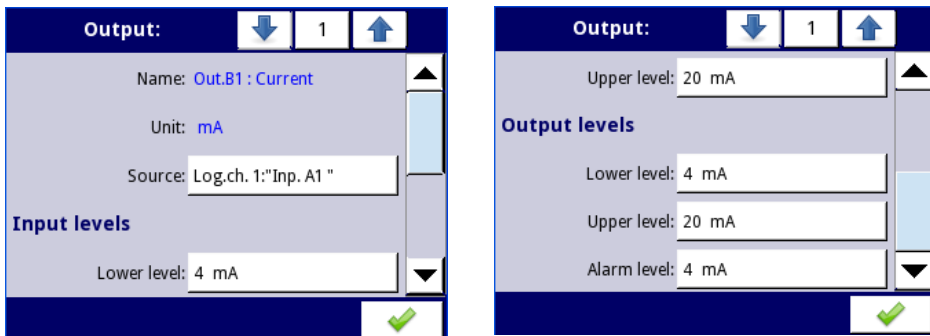 Output:
1
Name: Out.B1 : Current
Unit: mA
Source: Log.ch. 1:"Inp. A1 "
Input levels
Lower level: 4 mA
Output:
1
Upper level: 20 mA
Output levels
Lower level: 4 mA
Upper level: 20 mA
Alarm level: 4 mA